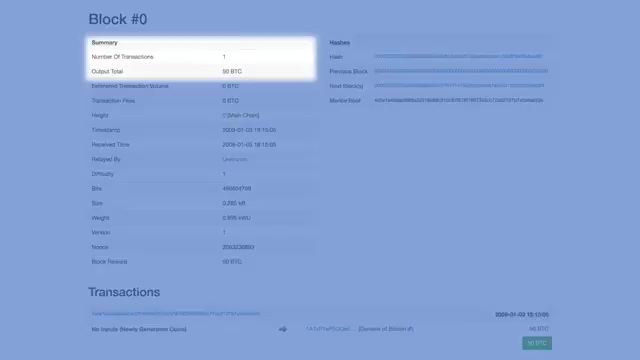 Block #0
Summary
Number Of Transactions 1
Output Total 50 BTC
Estimated Transaction Volume 0 BTC
Transaction Fees 0 BTC
Height 0 (Main Chain)
Timestamp 2009-01-03 18:15:05
Received Time 2009-01-03 18:15:05
Relayed By Unknown
Difficulty 1
Bits
Size 0.285 kB
Weight 0.896 kWU
Version 1
Nonce
Block Reward 50 BTC
Hashes
Hash
Previous Block
Next Block(s)
Merkle Root
Transactions
2009-01-03 18:15:05
No Inputs (Newly Generated Coins)
(Genesis of Bitcoin) 50 BTC
50 BTC